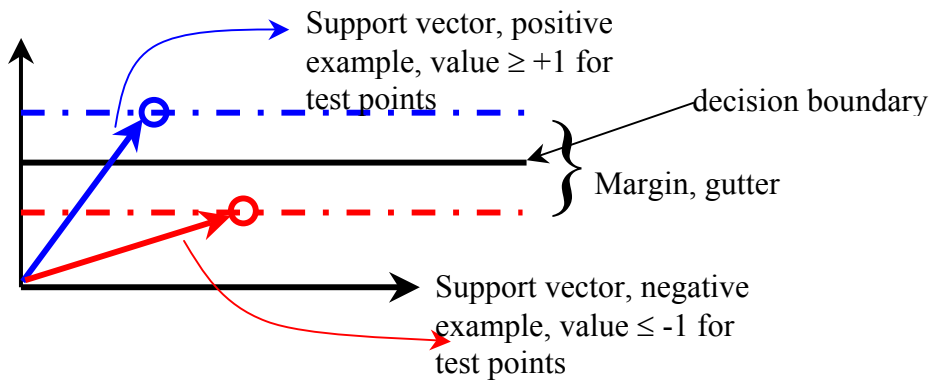 Support vector, positive
example, value ≥ +1 for
test points
decision boundary
Margin, gutter
Support vector, negative
example, value ≤ -1 for
test points